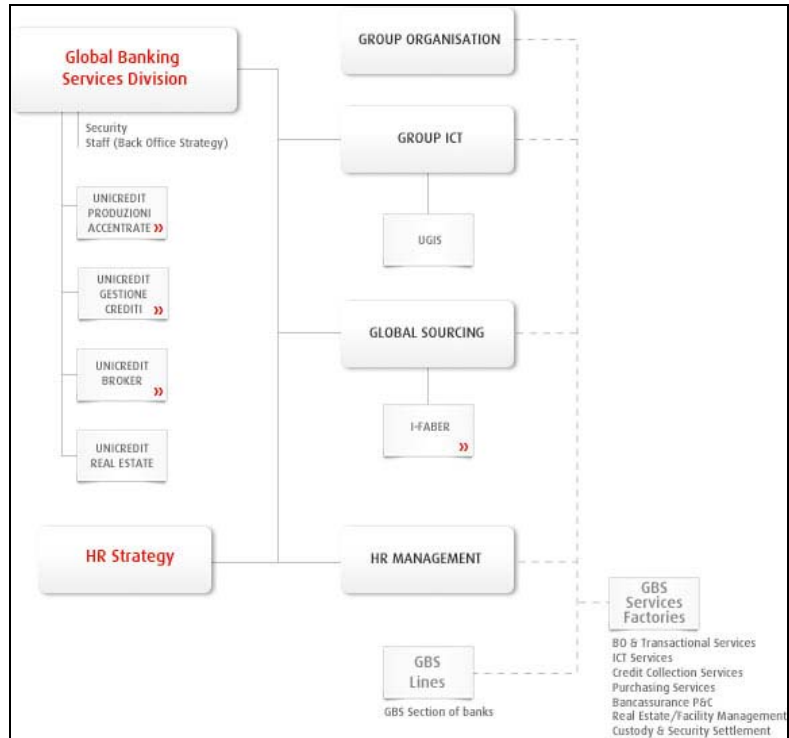 Global Banking
Services Division
Security
Staff (Back Office Strategy)
UNICREDIT
PRODUZIONI
ACCENTRATE »
UNICREDIT
GESTIONE
CREDITI »
UNICREDIT
BROKER »
UNICREDIT
REAL ESTATE
HR Strategy
GROUP ORGANISATION
GROUP ICT
UGIS
GLOBAL SOURCING
I-FABER »
HR MANAGEMENT
GBS
Lines
GBS Section of banks
GBS
Services
Factories
BO & Transactional Services
ICT Services
Credit Collection Services
Purchasing Services
Bancassurance P&C
Real Estate/Facility Management
Custody & Security Settlement